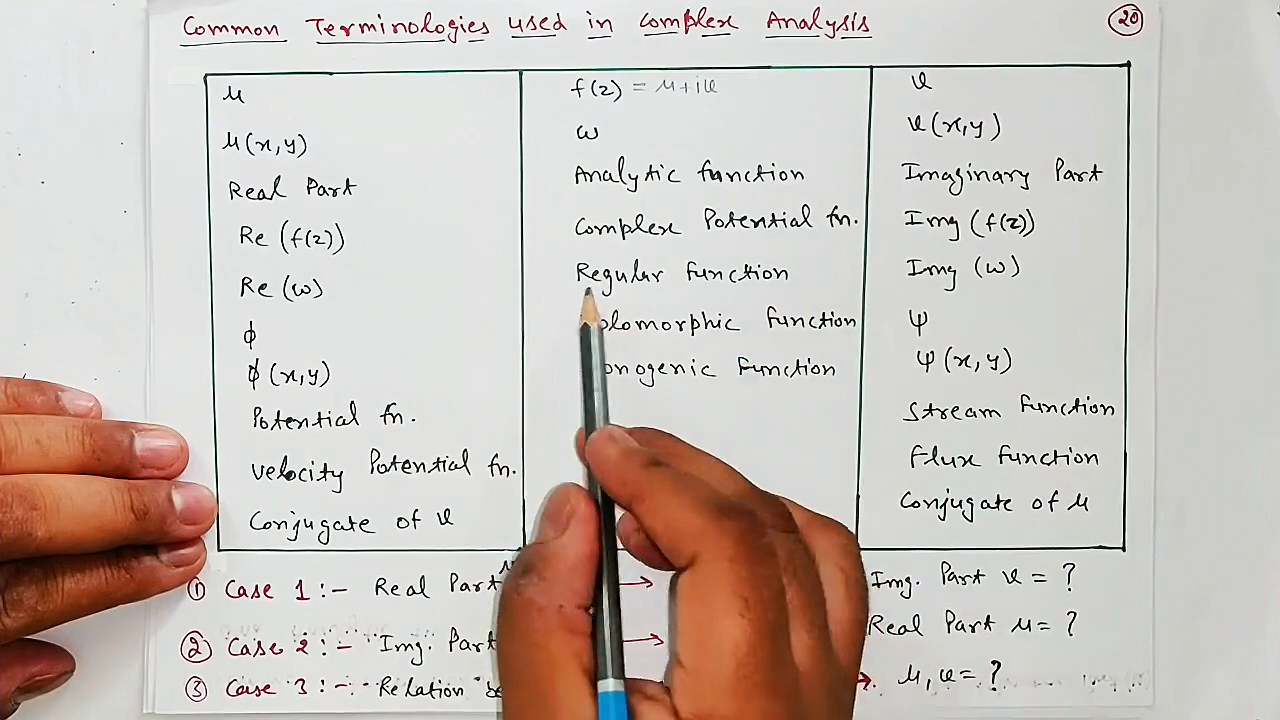 Common Terminologies used in Complex Analysis
20
u
u(x,y)
Real Part
Re (f(z))
Re (w)
ϕ
ϕ(x,y)
Potential fn.
Velocity Potential fn.
Conjugate of v
f(z) = u+iv
w
Analytic function
Complex Potential fn.
Regular Function
olomorphic function
onogenic Function
v
v(x,y)
Imaginary Part
Img (f(z))
Img (w)
ψ
ψ(x,y)
Stream Function
Flux Function
Conjugate of u
① Case 1 :- Real Part → Img. Part v = ?
② Case 2 :- Img. Part → Real Part u = ?
③ Case 3 :- Relation → u, v = ?